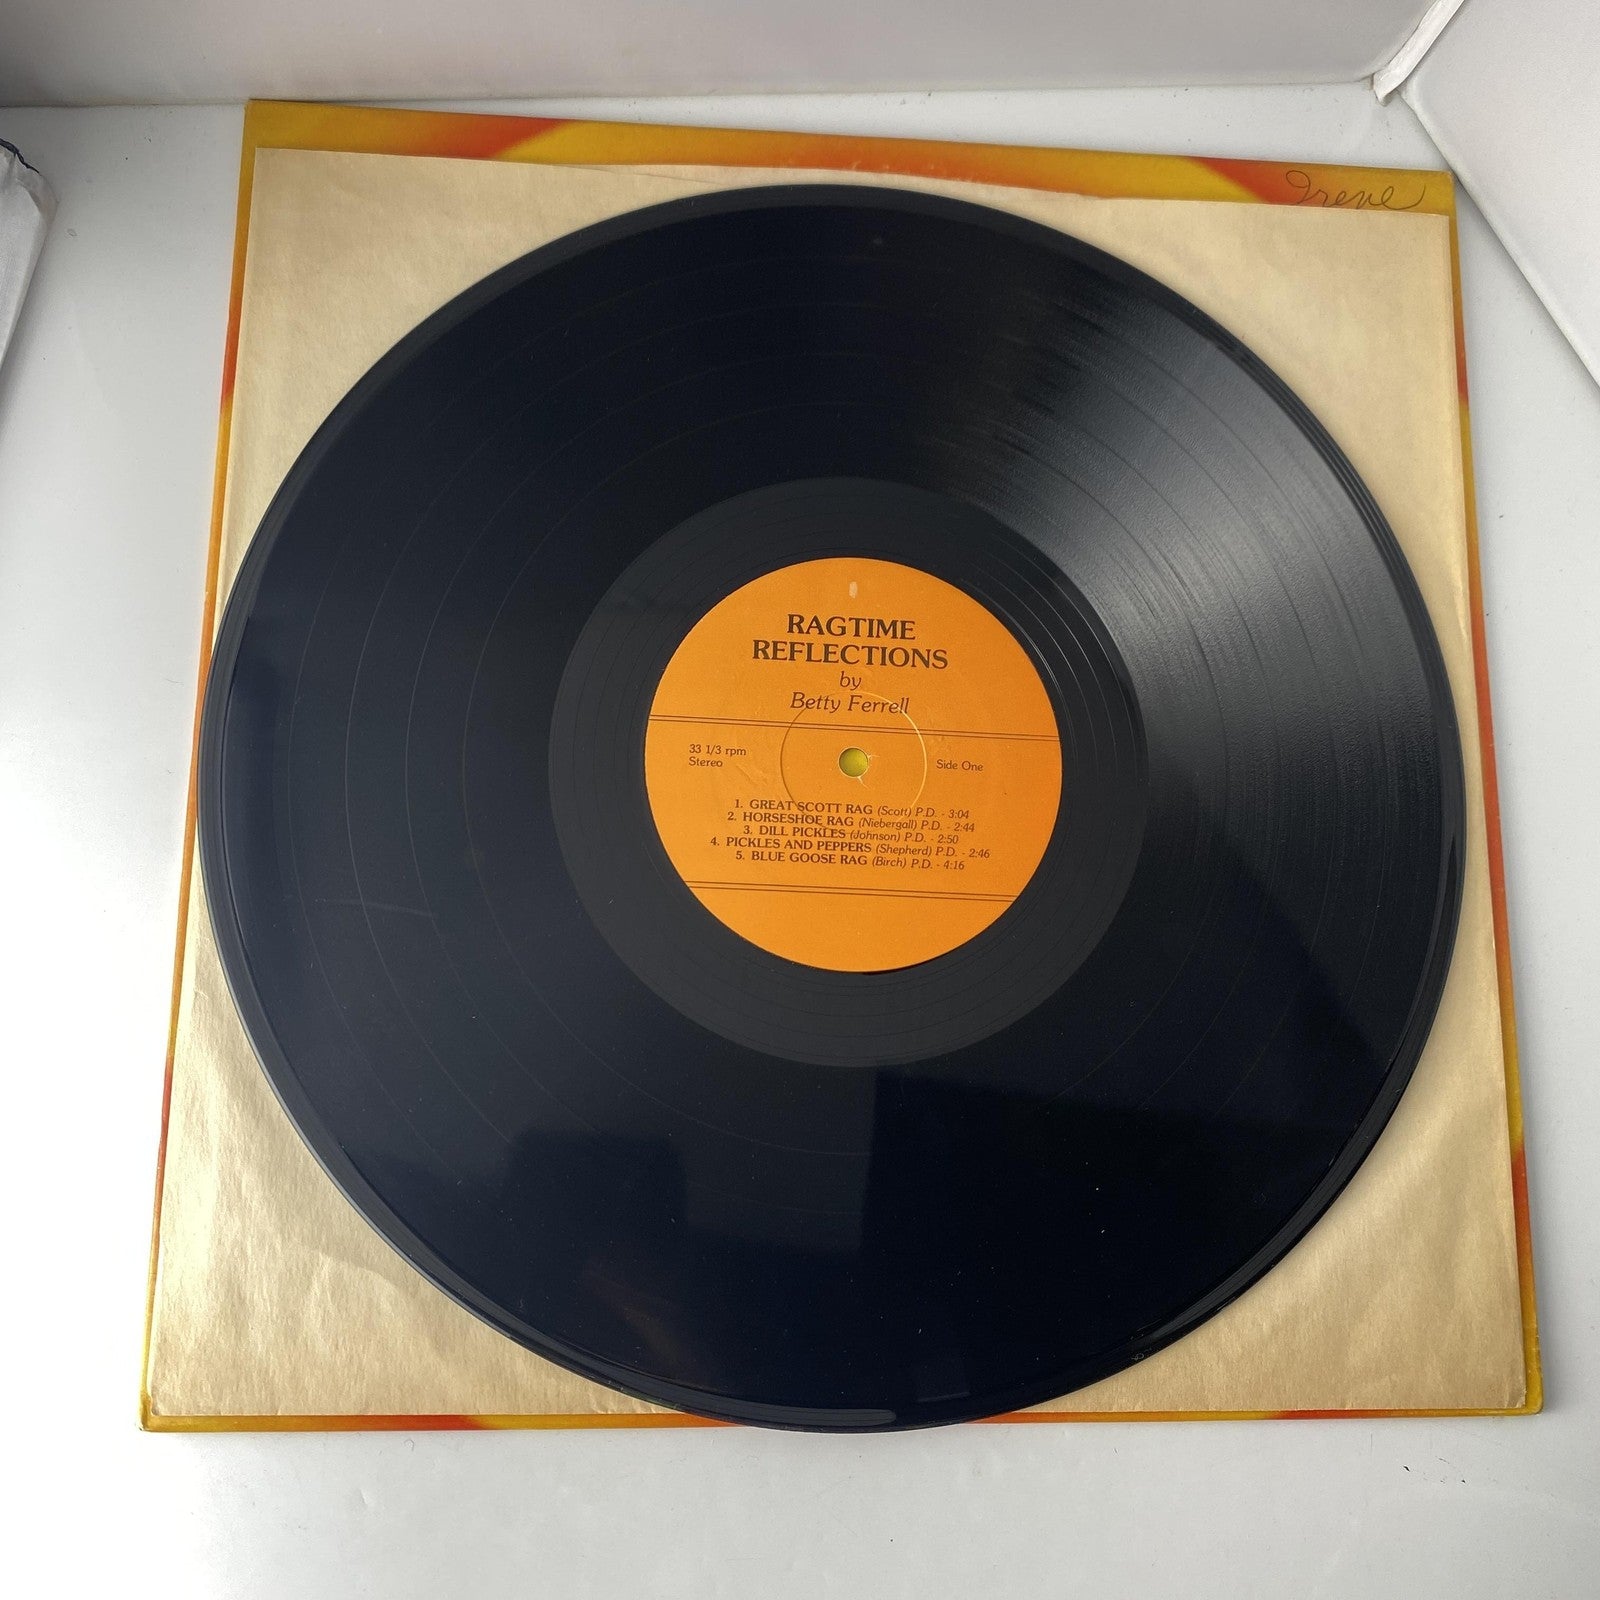 Irene
RAGTIME
REFLECTIONS
by
Betty Ferrell
33 1/3 rpm
Stereo
Side One
1. GREAT SCOTT RAG (Scott) P.D. - 3:04
2. HORSESHOE RAG (Niebergall) P.D. - 2:44
3. DILL PICKLES (Johnson) P.D. - 2:50
4. PICKLES AND PEPPERS (Shepherd) P.D. - 2:46
5. BLUE GOOSE RAG (Birch) P.D. - 4:16